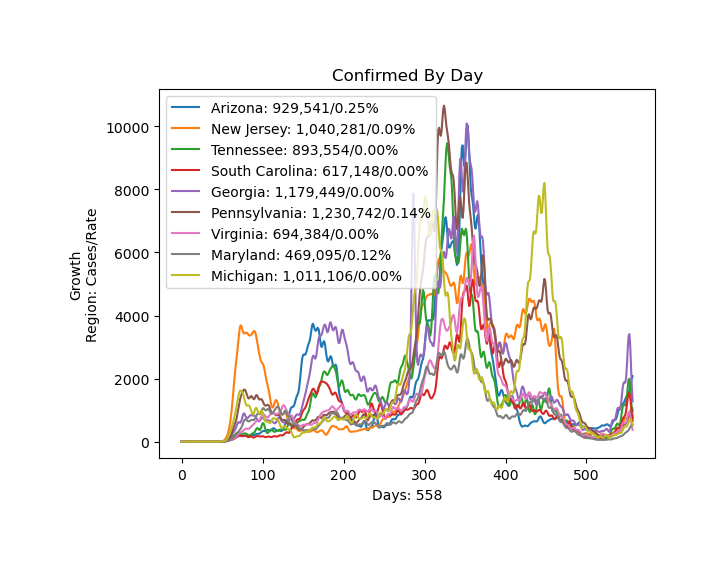 Confirmed By Day
Growth
Region: Cases/Rate
10000
8000
6000
4000
2000
0
Arizona: 929,541/0.25%
New Jersey: 1,040,281/0.09%
Tennessee: 893,554/0.00%
South Carolina: 617,148/0.00%
Georgia: 1,179,449/0.00%
Pennsylvania: 1,230,742/0.14%
Virginia: 694,384/0.00%
Maryland: 469,095/0.12%
Michigan: 1,011,106/0.00%
0 100 200 300 400 500
Days: 558